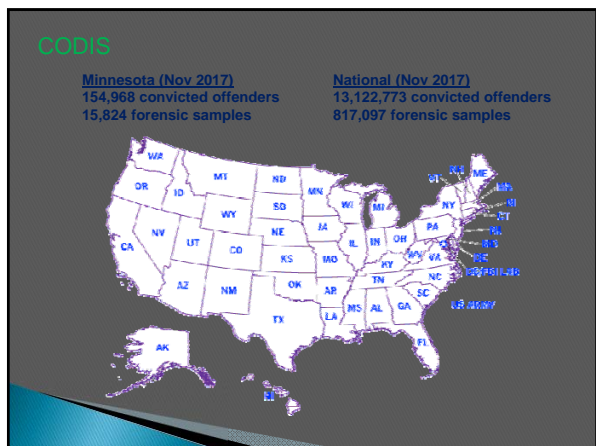 CODIS
Minnesota (Nov 2017)
154,968 convicted offenders
15,824 forensic samples
National (Nov 2017)
13,122,773 convicted offenders
817,097 forensic samples
WA
MT
ND
ME
OR
ID
MN
SD
WI
MI
NY
WY
IA
PA
NV
NE
IL
IN
OH
UT
CO
WV
VA
CA
KS
MO
KY
NC
TN
AZ
NM
OK
AR
SC
MS
AL
GA
TX
LA
FL
AK
HI